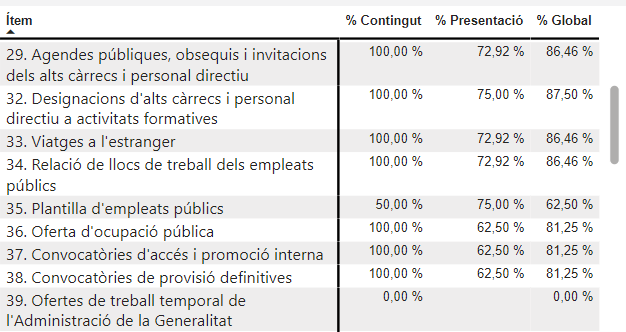 Ítem % Contingut % Presentació % Global
29. Agendes públiques, obsequis i invitacions 100,00 % 72,92 % 86,46 %
dels alts càrrecs i personal directiu
32. Designacions d'alts càrrecs i personal 100,00 % 75,00 % 87,50 %
directiu a activitats formatives
33. Viatges a l'estranger 100,00 % 72,92 % 86,46 %
34. Relació de llocs de treball dels empleats 100,00 % 72,92 % 86,46 %
públics
35. Plantilla d'empleats públics 50,00 % 75,00 % 62,50 %
36. Oferta d'ocupació pública 100,00 % 62,50 % 81,25 %
37. Convocatòries d'accés i promoció interna 100,00 % 62,50 % 81,25 %
38. Convocatòries de provisió definitives 100,00 % 62,50 % 81,25 %
39. Ofertes de treball temporal de 0,00 % 0,00 %
l'Administració de la Generalitat